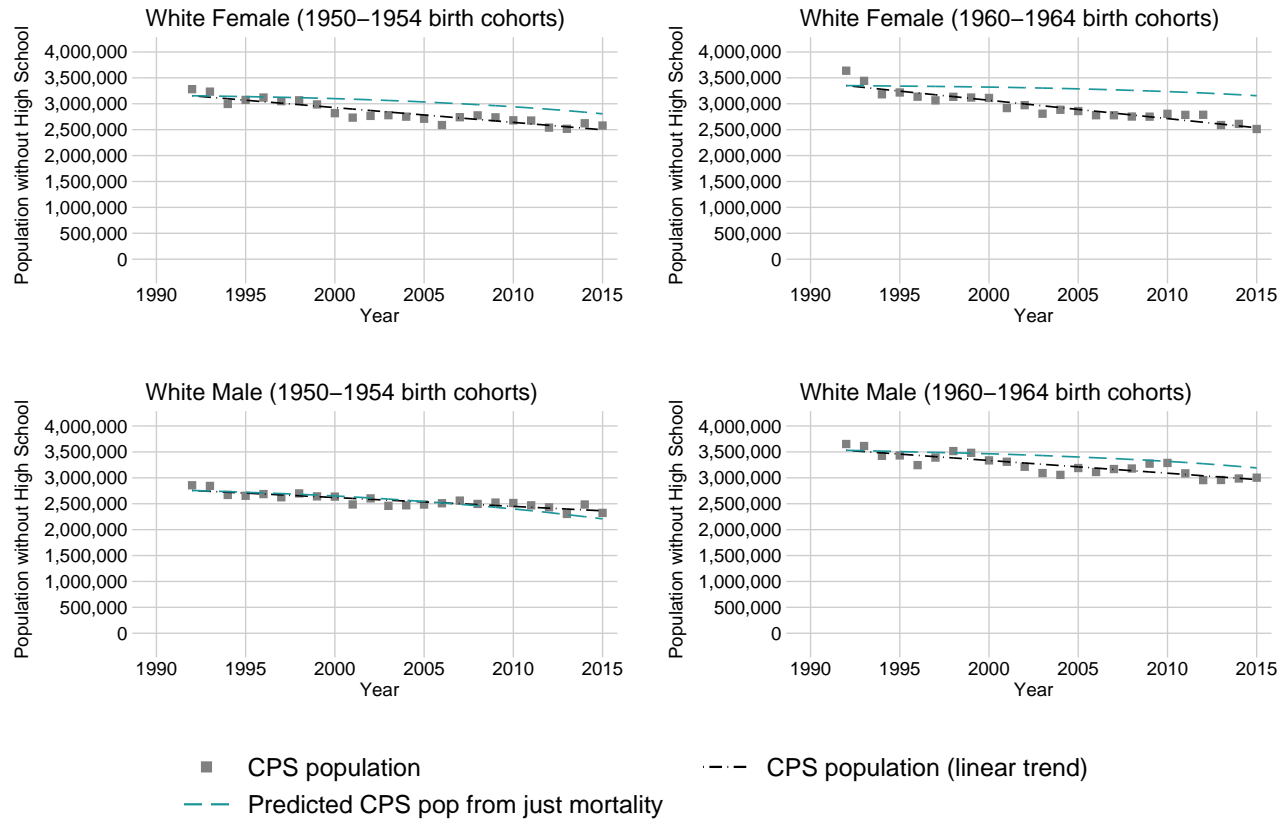 White Female (1950−1954 birth cohorts)
Population without High School
4,000,000
3,500,000
3,000,000
2,500,000
2,000,000
1,500,000
1,000,000
500,000
0
1990 1995 2000 2005 2010 2015
Year
White Female (1960−1964 birth cohorts)
Population without High School
4,000,000
3,500,000
3,000,000
2,500,000
2,000,000
1,500,000
1,000,000
500,000
0
1990 1995 2000 2005 2010 2015
Year
White Male (1950−1954 birth cohorts)
Population without High School
4,000,000
3,500,000
3,000,000
2,500,000
2,000,000
1,500,000
1,000,000
500,000
0
1990 1995 2000 2005 2010 2015
Year
White Male (1960−1964 birth cohorts)
Population without High School
4,000,000
3,500,000
3,000,000
2,500,000
2,000,000
1,500,000
1,000,000
500,000
0
1990 1995 2000 2005 2010 2015
Year
CPS population
CPS population (linear trend)
Predicted CPS pop from just mortality